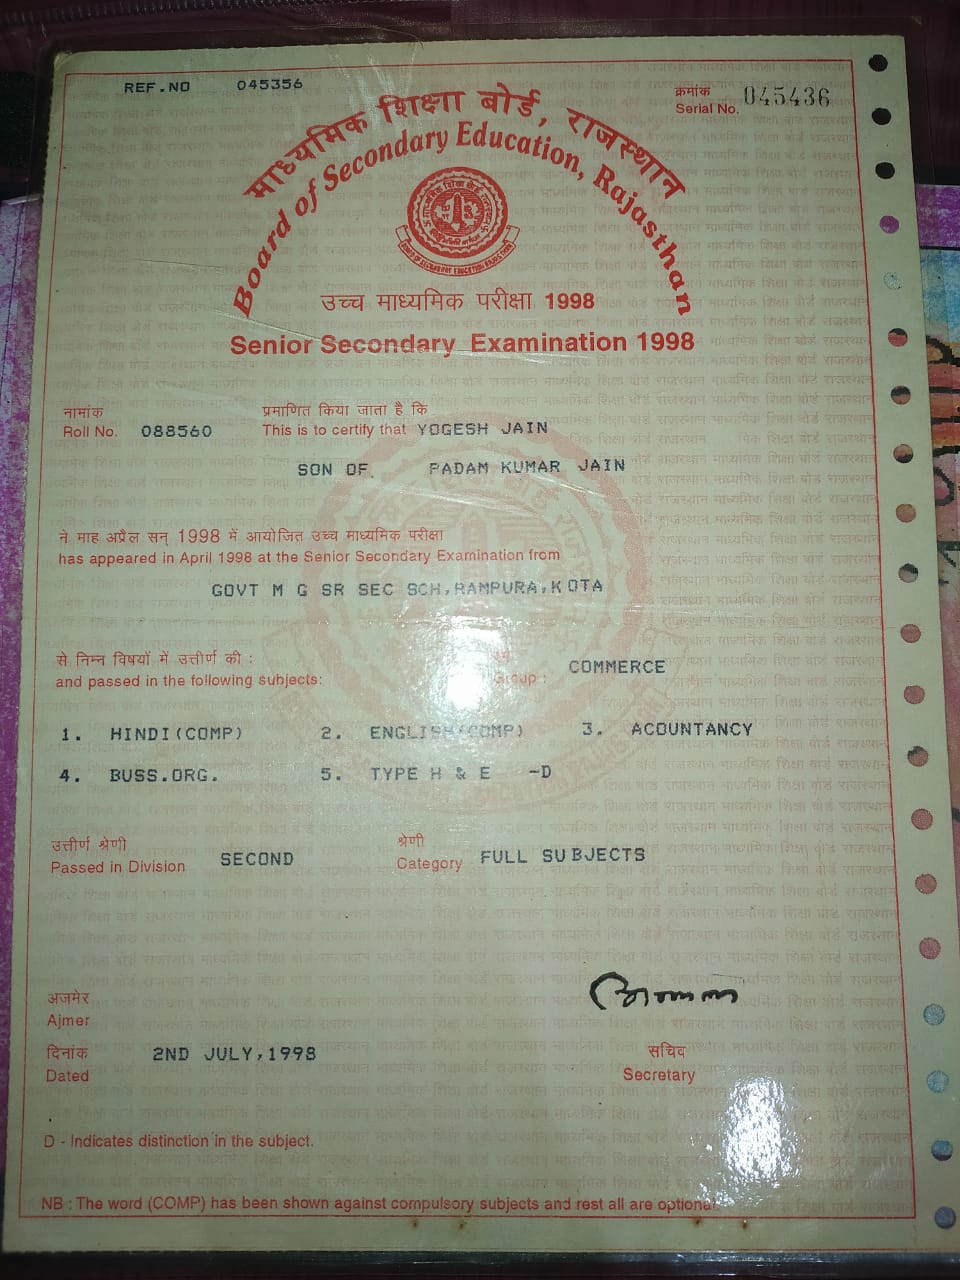 REF.NO 045356
क्रमांक
Serial No. 045436
माध्यमिक शिक्षा बोर्ड, राजस्थान
Board of Secondary Education, Rajasthan
उच्च माध्यमिक परीक्षा 1998
Senior Secondary Examination 1998
नामांक प्रमाणित किया जाता है कि
Roll No. 088560 This is to certify that YOGESH JAIN
SON OF. PADAM KUMAR JAIN
ने माह अप्रैल सन् 1998 में आयोजित उच्च माध्यमिक परीक्षा
has appeared in April 1998 at the Senior Secondary Examination from
GOVT M G SR SEC SCH,RAMPURA,KOTA
से निम्न विषयों में उत्तीर्ण की :
and passed in the following subjects: Group : COMMERCE
1. HINDI(COMP) 2. ENGLISH(COMP) 3. ACOUNTANCY
4. BUSS.ORG. 5. TYPE H & E -D
उत्तीर्ण श्रेणी श्रेणी
Passed in Division SECOND Category FULL SUBJECTS
अजमेर
Ajmer
दिनांक 2ND JULY,1998 सचिव
Dated Secretary
D - Indicates distinction in the subject.
NB : The word (COMP) has been shown against compulsory subjects and rest all are optional.